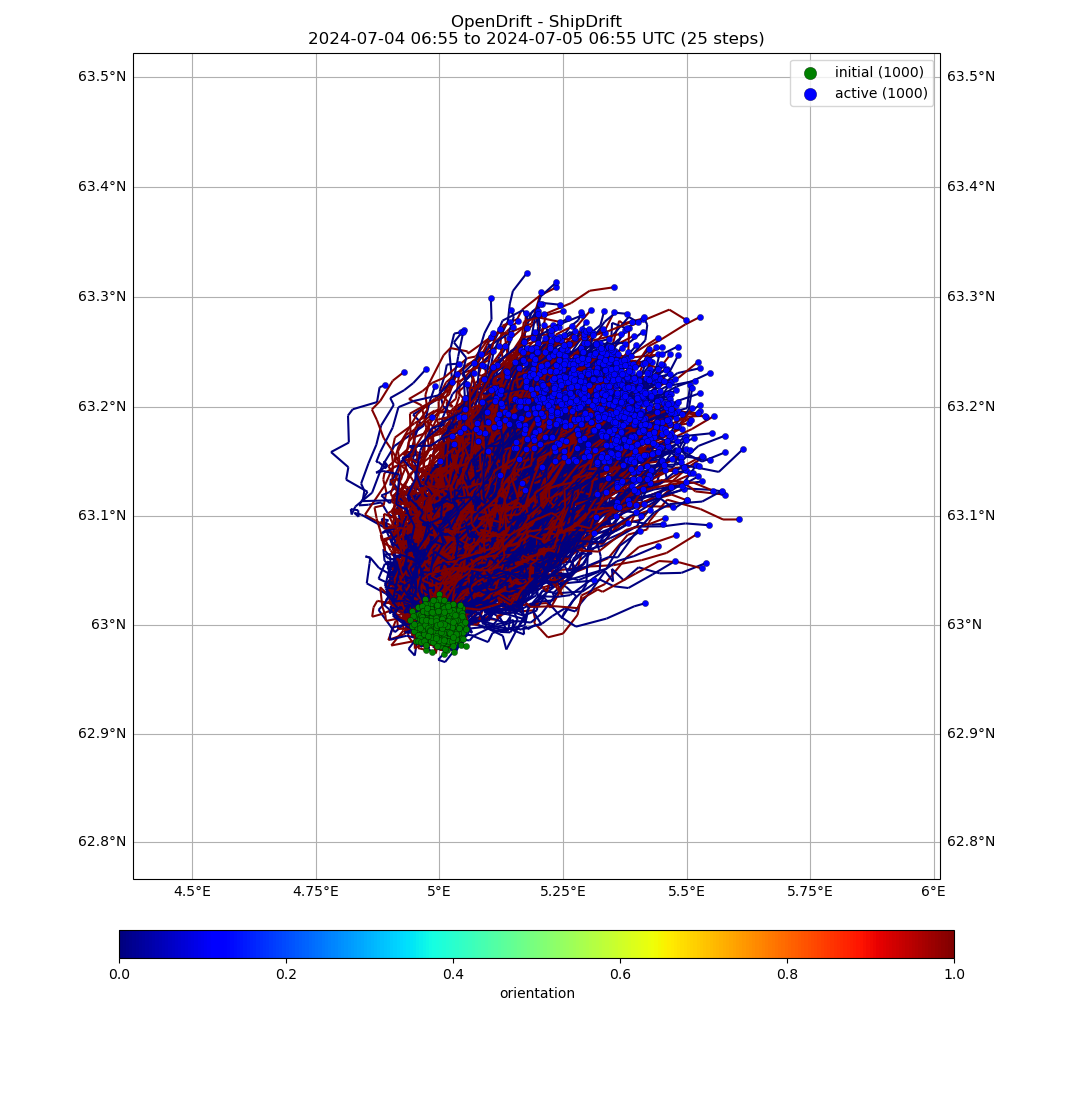 OpenDrift - ShipDrift
2024-07-04 06:55 to 2024-07-05 06:55 UTC (25 steps)
initial (1000)
active (1000)
63.5°N 63.5°N
63.4°N 63.4°N
63.3°N 63.3°N
63.2°N 63.2°N
63.1°N 63.1°N
63°N 63°N
62.9°N 62.9°N
62.8°N 62.8°N
4.5°E 4.75°E 5°E 5.25°E 5.5°E 5.75°E 6°E
0.0 0.2 0.4 0.6 0.8 1.0
orientation